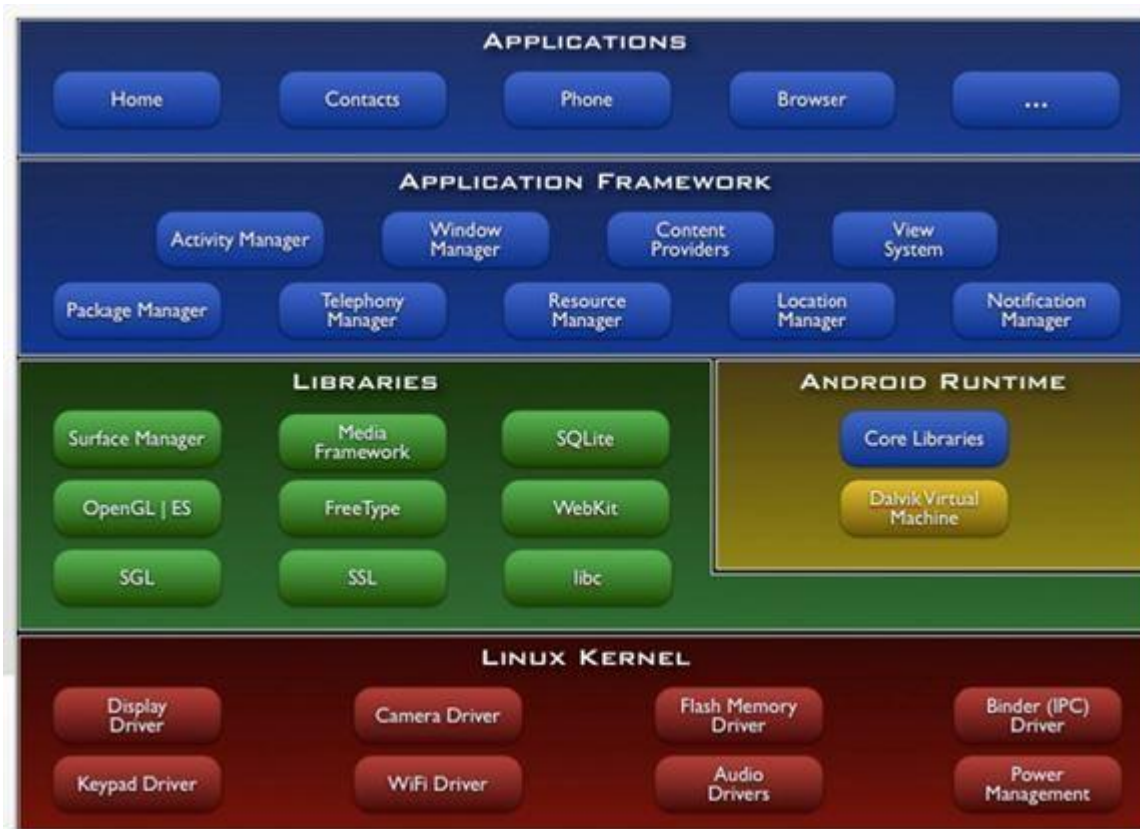 APPLICATIONS
Home
Contacts
Phone
Browser
...
APPLICATION FRAMEWORK
Activity Manager
Window
Manager
Content
Providers
View
System
Package Manager
Telephony
Manager
Resource
Manager
Location
Manager
Notification
Manager
LIBRARIES
Surface Manager
Media
Framework
SQLite
OpenGL | ES
FreeType
WebKit
SGL
SSL
libc
ANDROID RUNTIME
Core Libraries
Dalvik Virtual
Machine
LINUX KERNEL
Display
Driver
Camera Driver
Flash Memory
Driver
Binder (IPC)
Driver
Keypad Driver
WiFi Driver
Audio
Drivers
Power
Management